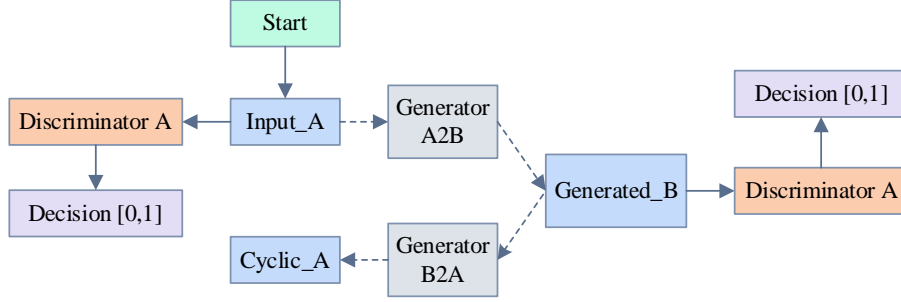 Start
Discriminator A
Input_A
Generator
A2B
Decision [0,1]
Decision [0,1]
Generated_B
Discriminator A
Cyclic_A
Generator
B2A